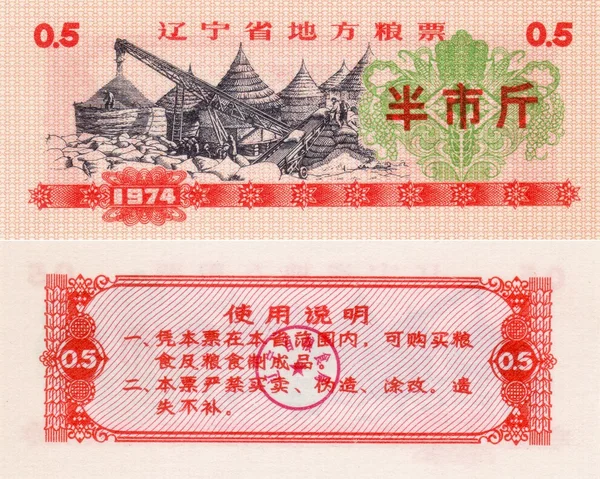 0.5 辽宁省地方粮票 0.5
半市斤
1974
使用说明
一、凭本票在本省范围内，可购买粮
食反粮食制成品。
0.5 0.5
二、本票严禁买卖、伪造、涂改。遗
失不补。